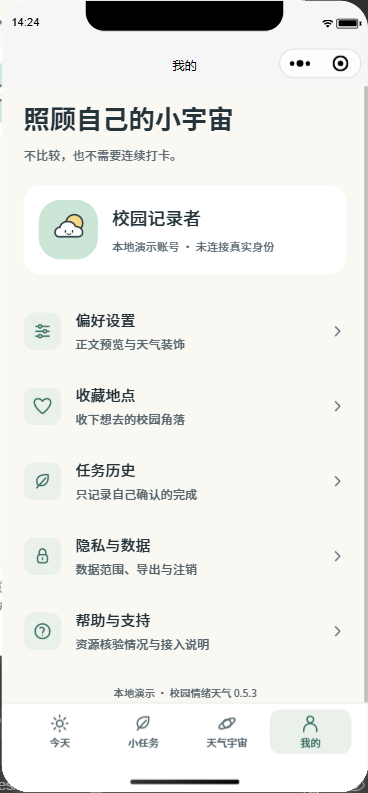 14:24
我的
照顾自己的小宇宙
不比较，也不需要连续打卡。
校园记录者
本地演示账号 · 未连接真实身份
偏好设置
正文预览与天气装饰
收藏地点
收下想去的校园角落
任务历史
只记录自己确认的完成
隐私与数据
数据范围、导出与注销
帮助与支持
资源核验情况与接入说明
本地演示 · 校园情绪天气 0.5.3
今天
小任务
天气宇宙
我的